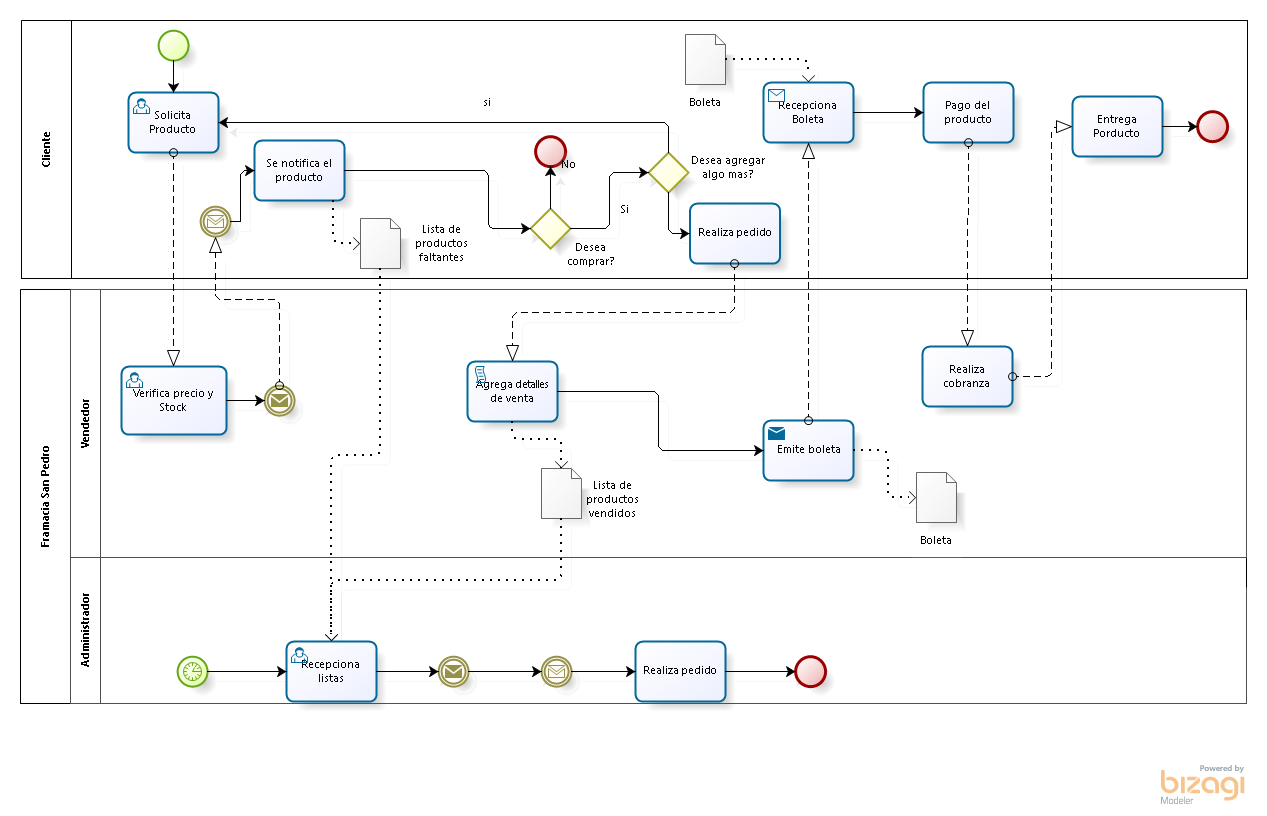 Cliente
Solicita
Producto
si
Se notifica el
producto
Lista de
productos
faltantes
No
Desea
comprar?
Si
Desea agregar
algo mas?
Realiza pedido
Boleta
Recepciona
Boleta
Pago del
producto
Entrega
Porducto
Framacia San Pedro
Vendedor
Verifica precio y
Stock
Agrega detalles
de venta
Lista de
productos
vendidos
Emite boleta
Boleta
Realiza
cobranza
Administrador
Recepciona
listas
Realiza pedido
Powered by
bizagi
Modeler